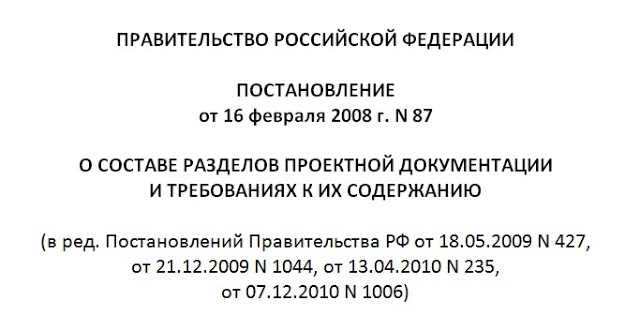 ПРАВИТЕЛЬСТВО РОССИЙСКОЙ ФЕДЕРАЦИИ
ПОСТАНОВЛЕНИЕ
от 16 февраля 2008 г. N 87
О СОСТАВЕ РАЗДЕЛОВ ПРОЕКТНОЙ ДОКУМЕНТАЦИИ
И ТРЕБОВАНИЯХ К ИХ СОДЕРЖАНИЮ
(в ред. Постановлений Правительства РФ от 18.05.2009 N 427,
от 21.12.2009 N 1044, от 13.04.2010 N 235,
от 07.12.2010 N 1006)